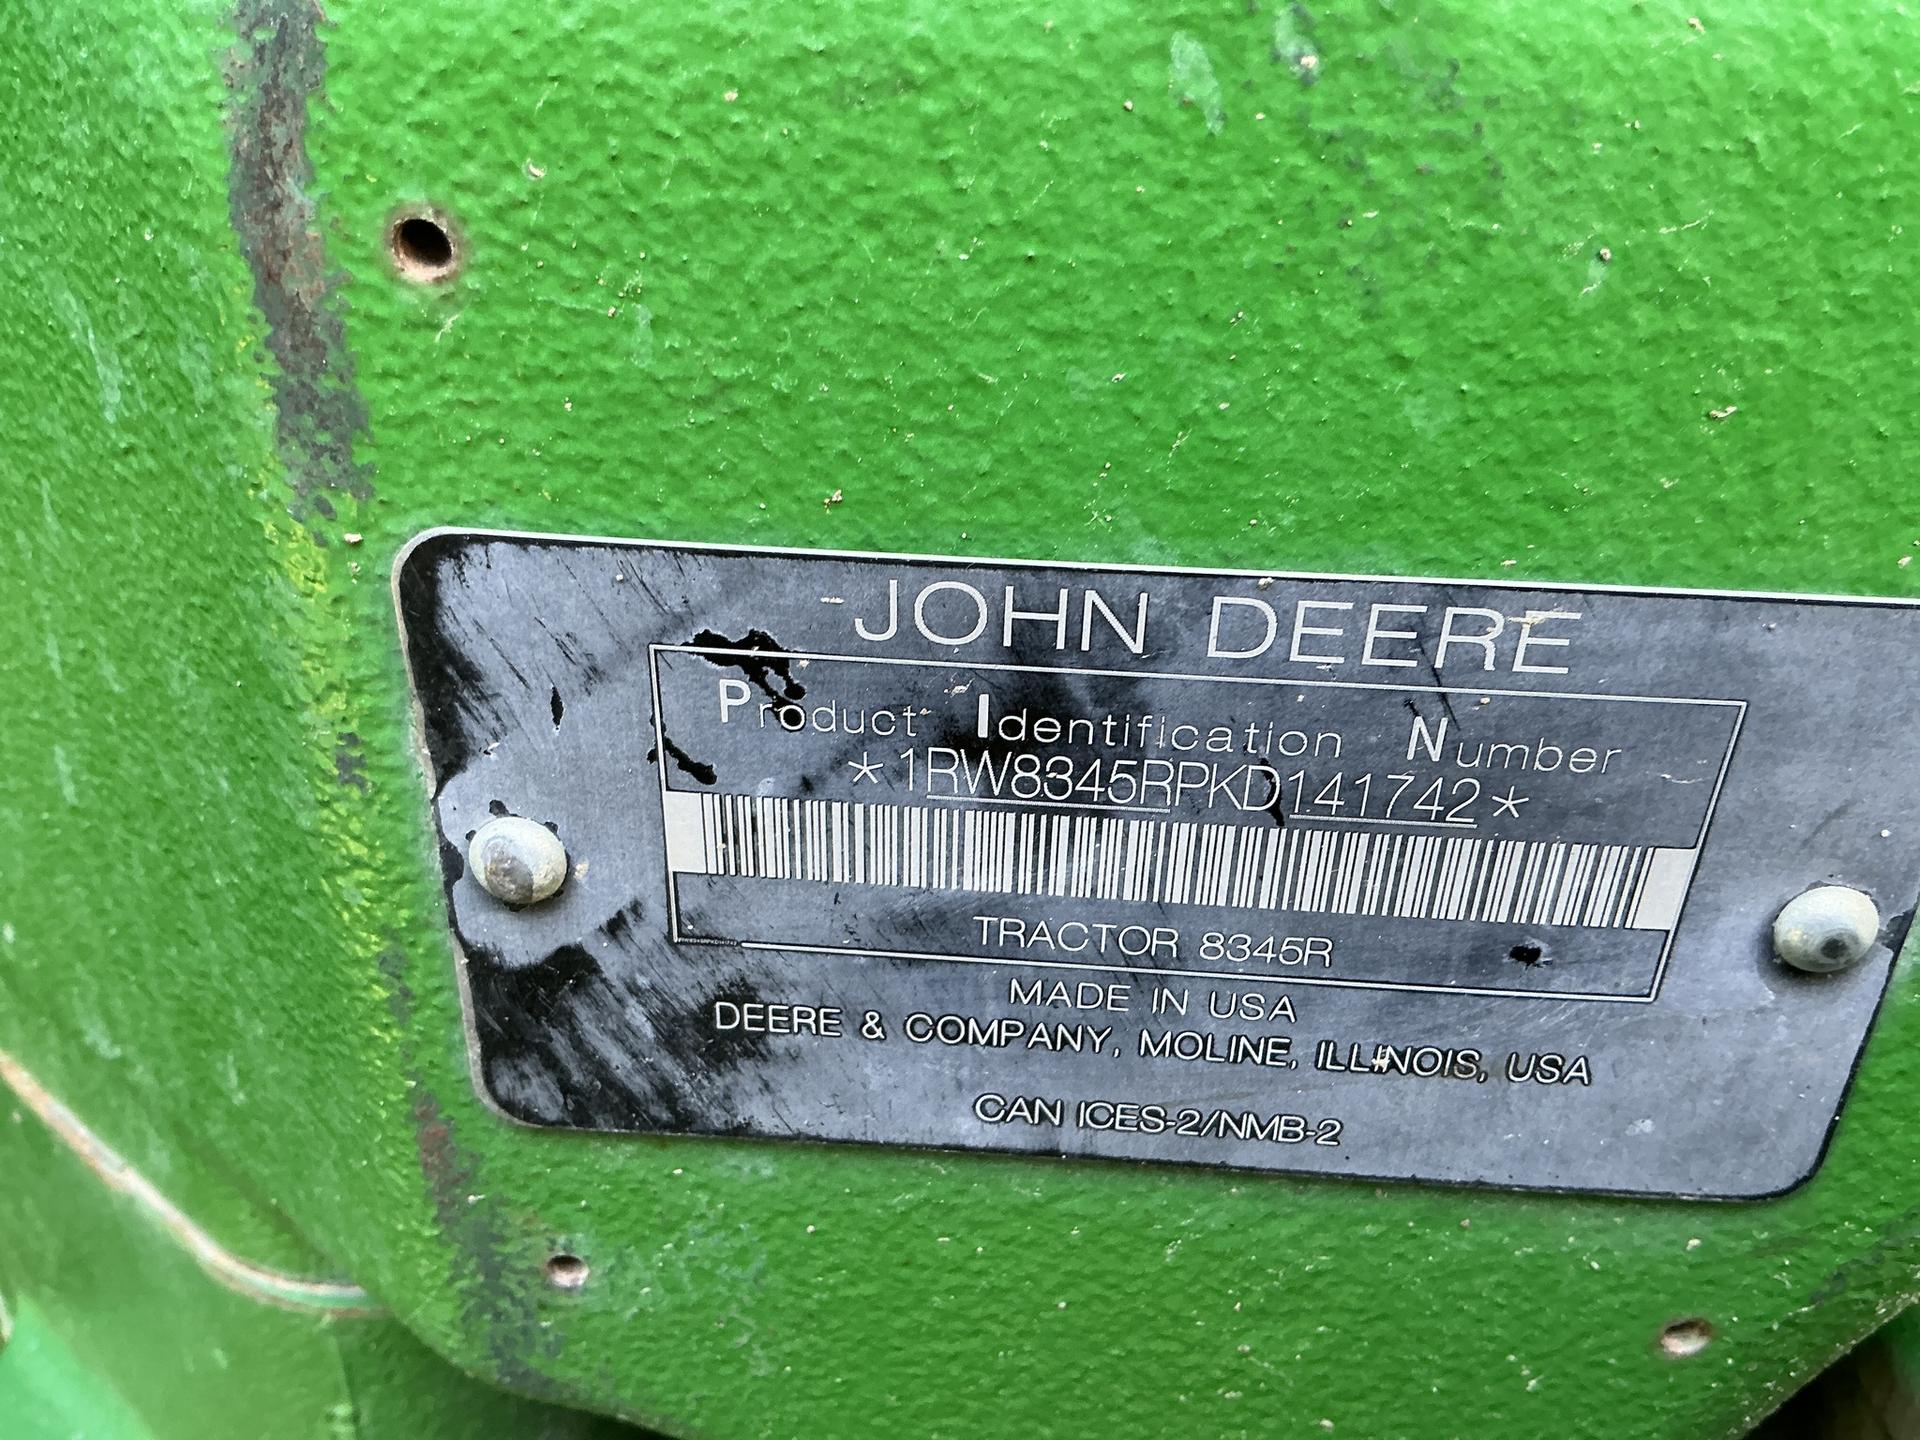 JOHN DEERE
Product Identification Number
*1RW8345RPKD141742*
TRACTOR 8345R
MADE IN USA
DEERE & COMPANY, MOLINE, ILLINOIS, USA
CAN ICES-2/NMB-2